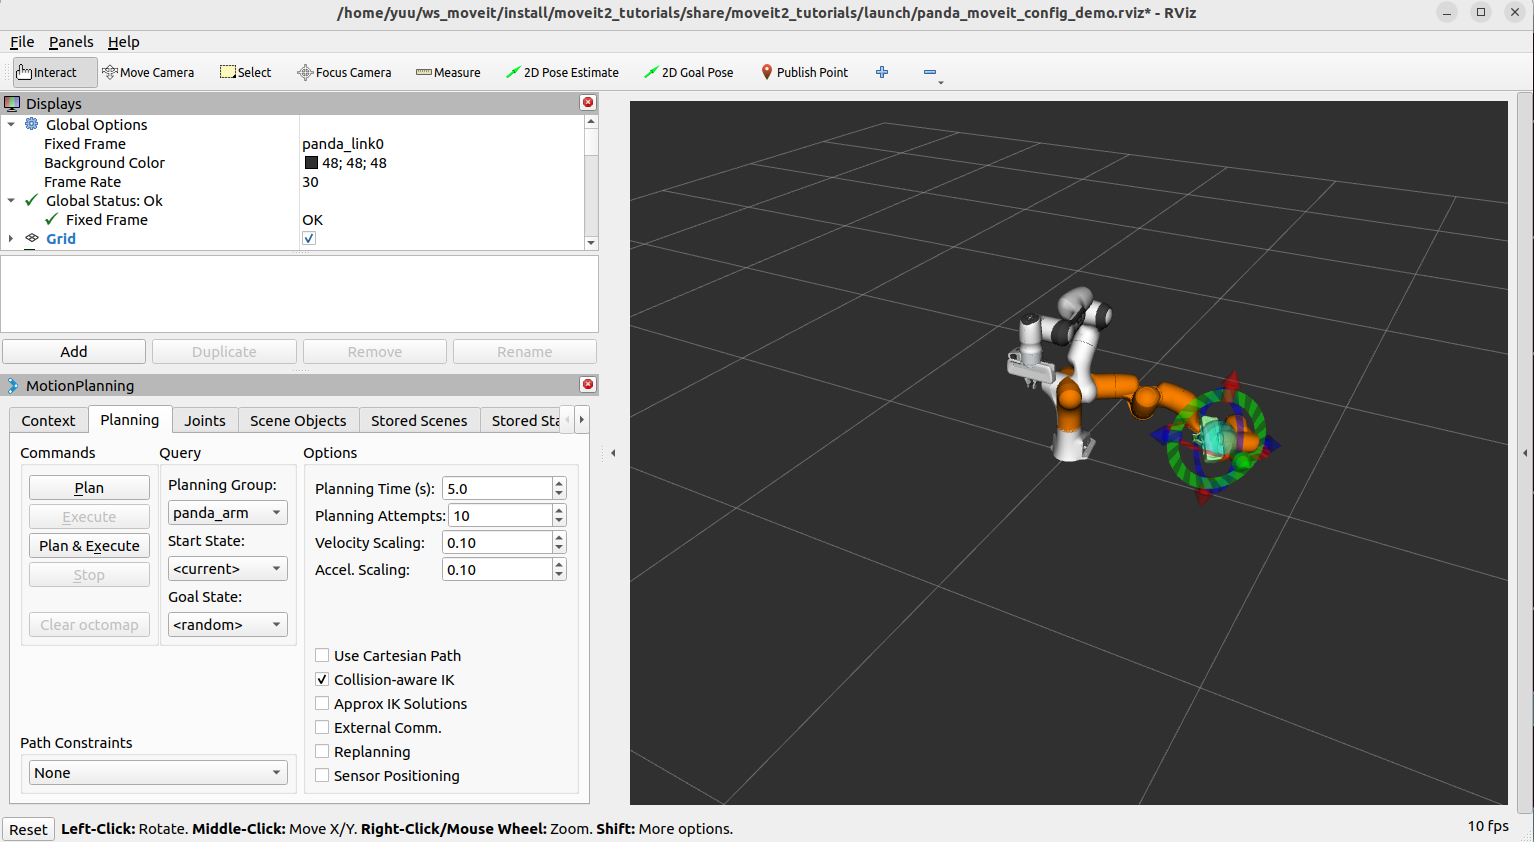 /home/yuu/ws_moveit/install/moveit2_tutorials/share/moveit2_tutorials/launch/panda_moveit_config_demo.rviz* - RViz
File Panels Help
Interact Move Camera Select Focus Camera Measure 2D Pose Estimate 2D Goal Pose Publish Point
Displays
Global Options
Fixed Frame panda_link0
Background Color 48; 48; 48
Frame Rate 30
Global Status: Ok
Fixed Frame OK
Grid
Add Duplicate Remove Rename
MotionPlanning
Context Planning Joints Scene Objects Stored Scenes Stored Sta
Commands Query Options
Plan
Execute
Plan & Execute
Stop
Clear octomap
Planning Group:
panda_arm
Start State:
<current>
Goal State:
<random>
Planning Time (s): 5.0
Planning Attempts: 10
Velocity Scaling: 0.10
Accel. Scaling: 0.10
Use Cartesian Path
Collision-aware IK
Approx IK Solutions
External Comm.
Replanning
Sensor Positioning
Path Constraints
None
Reset Left-Click: Rotate. Middle-Click: Move X/Y. Right-Click/Mouse Wheel: Zoom. Shift: More options. 10 fps